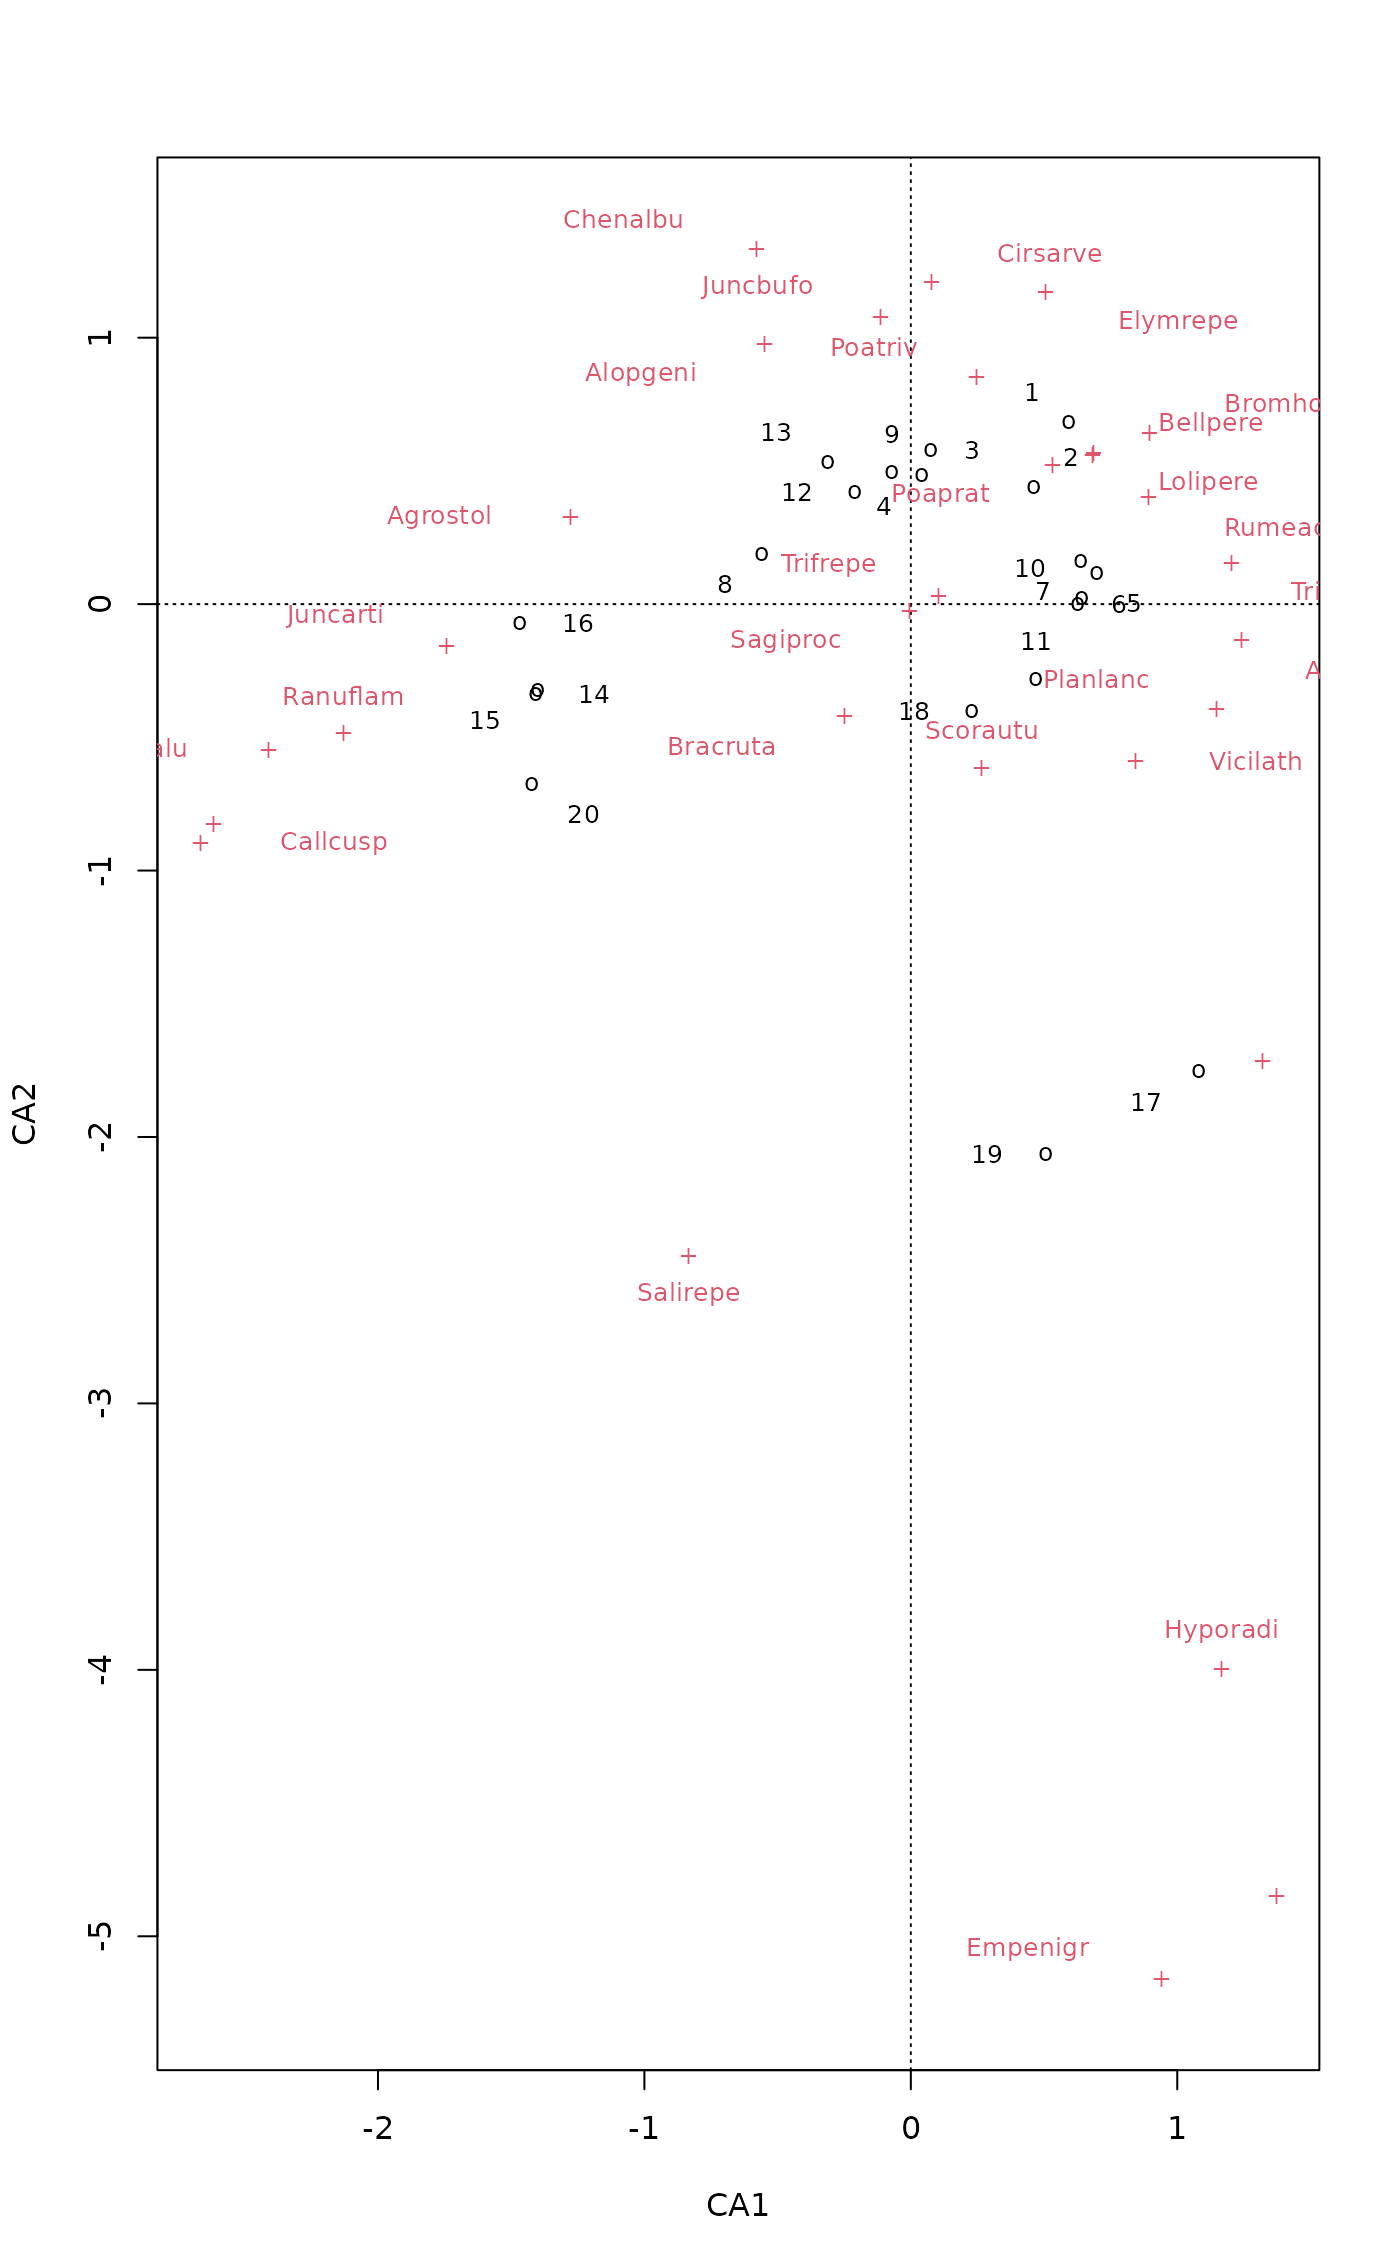 Chenalbu
Cirsarve
Juncbufo
Elymrepe
1
Poatriv
Alopgeni
1
Bromho
Bellpere
13
9
3
2
Lolipere
12
Poaprat
4
Agrostol
Rumeac
Trifrepe
10
8
7
Tri
0
65
Juncarti
16
Sagiproc
11
A
Planlanc
Ranuflam
14
15
18
Scorautu
alu
Bracruta
Vicilath
20
Callcusp
-1
17
CA2
-2
19
Salirepe
-3
Hyporadi
-4
-5
Empenigr
-2 -1 0 1
CA1